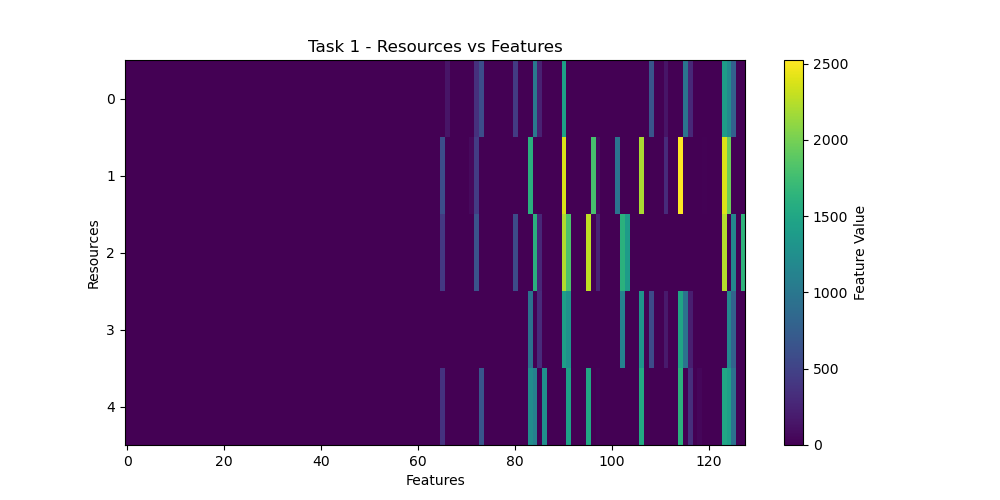 Task 1 - Resources vs Features
0
1
2
3
4
Resources
0 20 40 60 80 100 120
Features
2500
2000
1500
1000
500
0
Feature Value